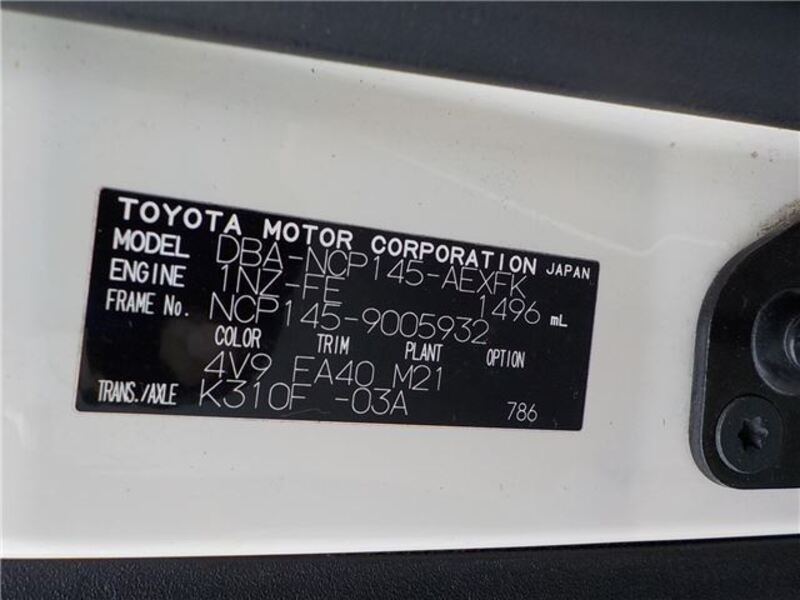 TOYOTA MOTOR CORPORATION JAPAN
MODEL DBA-NCP145-AEXFK
ENGINE 1NZ-FE 1496 mL
FRAME No. NCP145-9005932
COLOR TRIM PLANT OPTION
4V9 FA40 M21
TRANS./AXLE K310F -03A 786